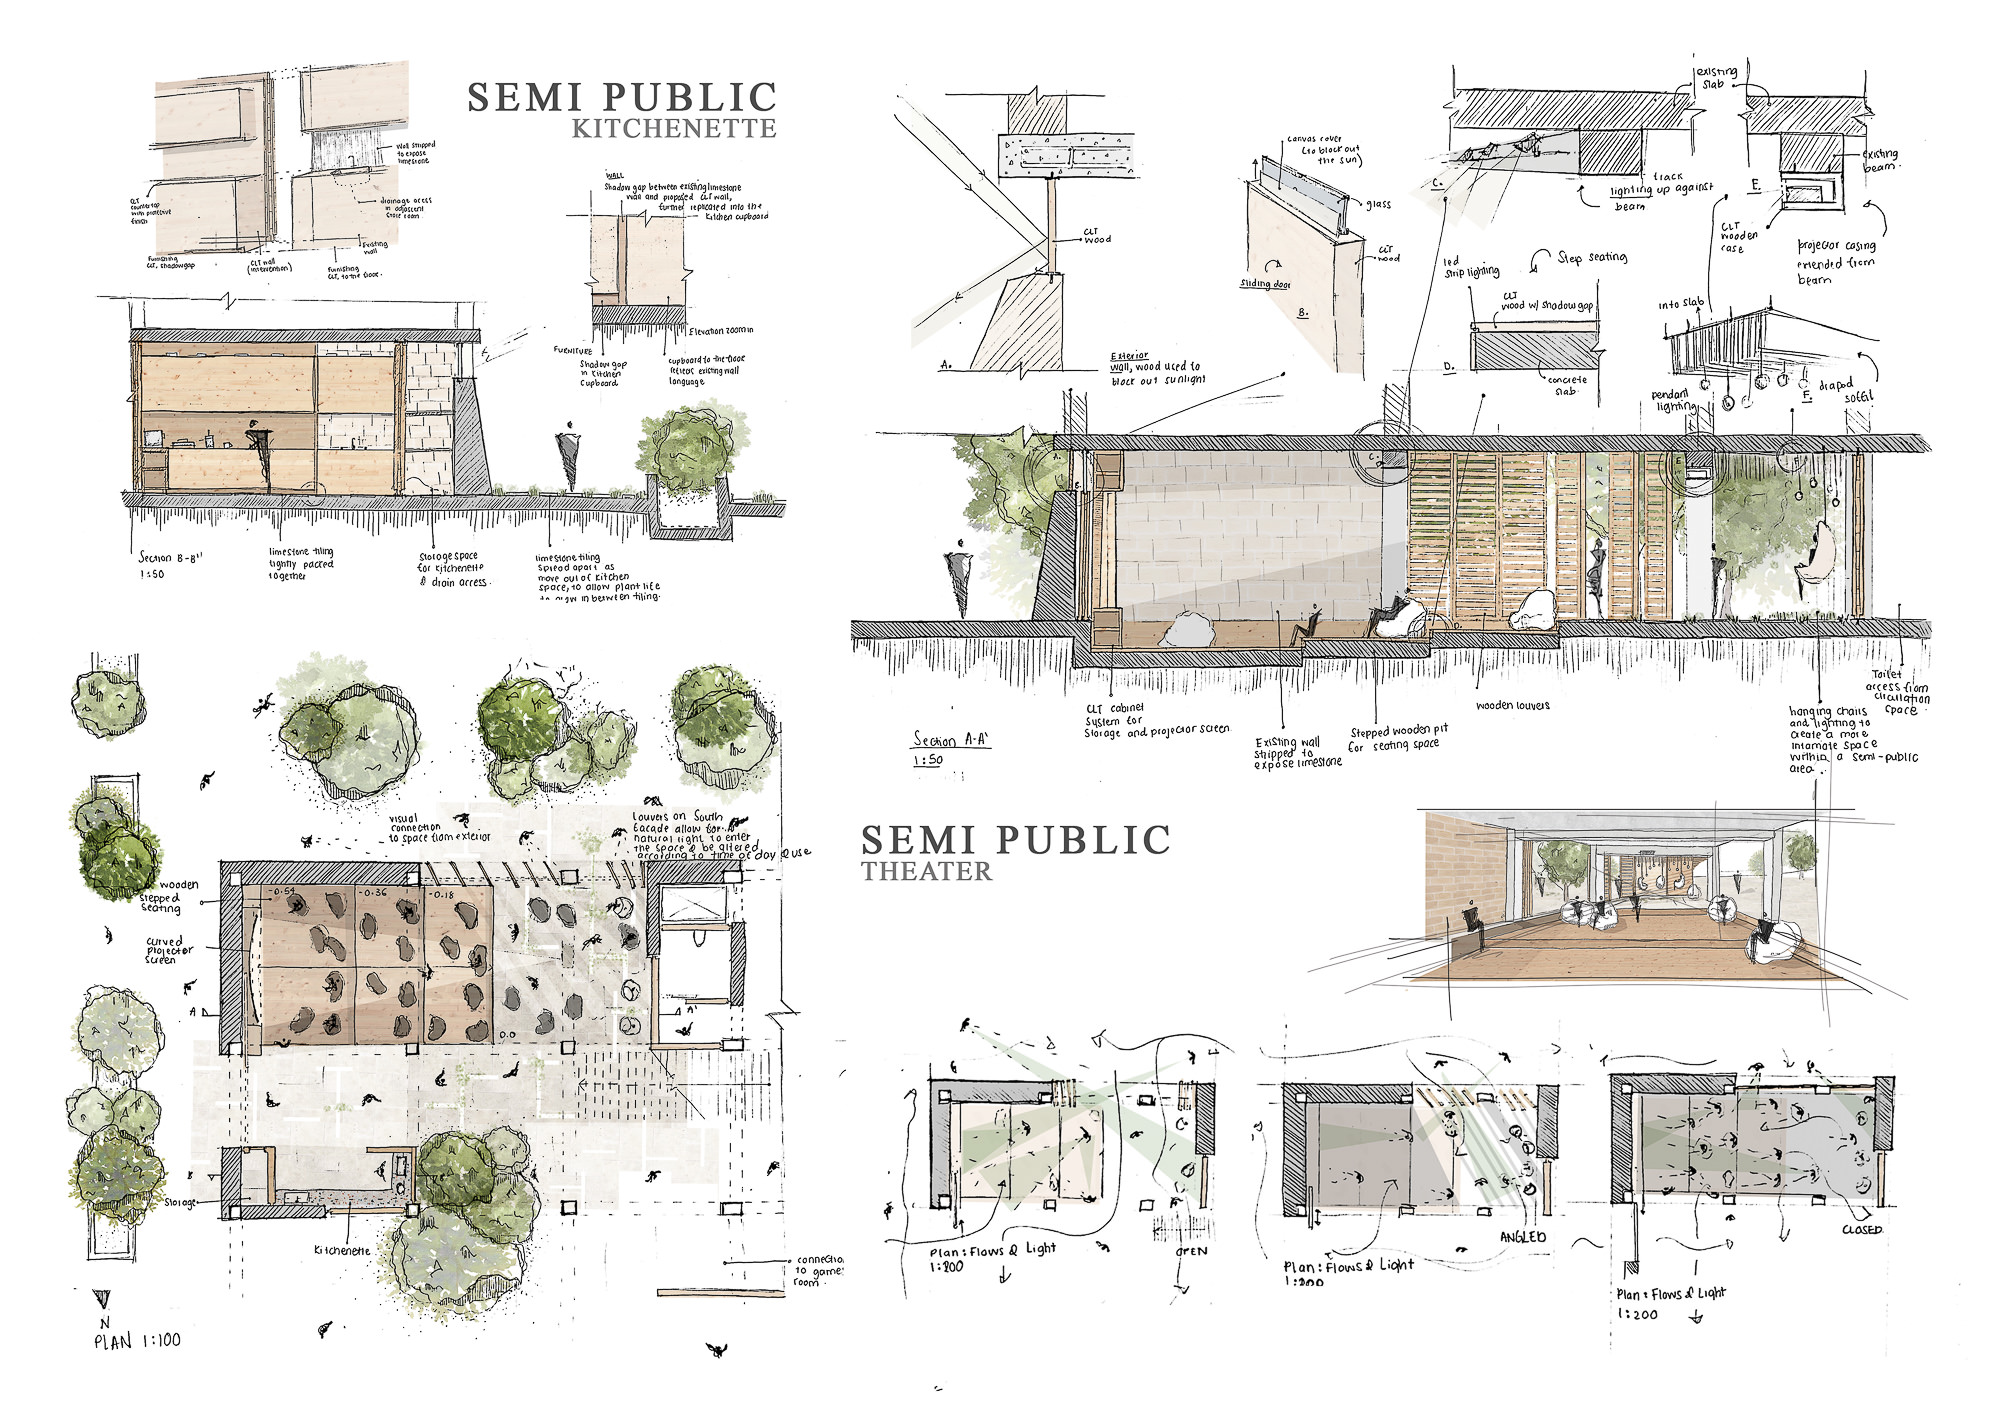 SEMI PUBLIC
KITCHENETTE
Wall stripped
to expose
limestone
drainage access
in adjacent
store room.
CLT
countertop
with protective
finish
Existing
wall
Furnishing
CLT, shadowgap
CLT wall
(intervention)
Furnishing
CLT, to the floor.
WALL
Shadow gap between existing limestone
wall and proposed CLT wall,
further replicated into the
kitchen cupboard
Elevation zoom in
FURNITURE
Shadow gap
in kitchen
cupboard
cupboard to the floor
reflects existing wall
language
Section B-B'
1:50
limestone tiling
tightly packed
together
Storage space
for kitchenette
& drain access.
limestone tiling
spread apart as
move out of kitchen
space, to allow plant life
to grow in between tiling.
visual
connection
to space from exterior
louvers on South
facade allow for
natural light to enter
the space & be altered
according to time of day & use
wooden
stepped
seating
-0.54
-0.36
-0.18
0.0
curved
projector
screen
A
A'
B
Storage
Kitchenette
connection
to games
room.
N
PLAN 1:100
A.
CLT
wood
Exterior
wall, wood used to
block out sunlight
canvas cover
(to block out
the sun)
glass
CLT
wood
sliding door
B.
existing
slab
C.
track
lighting up against
beam
E.
existing
beam.
CLT
wooden
case
projector casing
extended from
beam
led
strip lighting
Step seating
CLT
wood w/ shadow gap
D.
concrete
slab.
into slab
pendant
lighting
F.
Section A-A'
1:50
CLT cabinet
system for
storage and projector screen
Existing wall
stripped to
expose limestone
Stepped wooden pit
for seating space
wooden louvers
hanging chairs
and lighting to
create a more
intamate space
within a semi-public
area.
Toilet
access from
circulation
space.
SEMI PUBLIC
THEATER
Plan: Flows & Light
1:200
OPEN
Plan: Flows & Light
1:200
ANGLED
Plan: Flows & Light
1:200
CLOSED